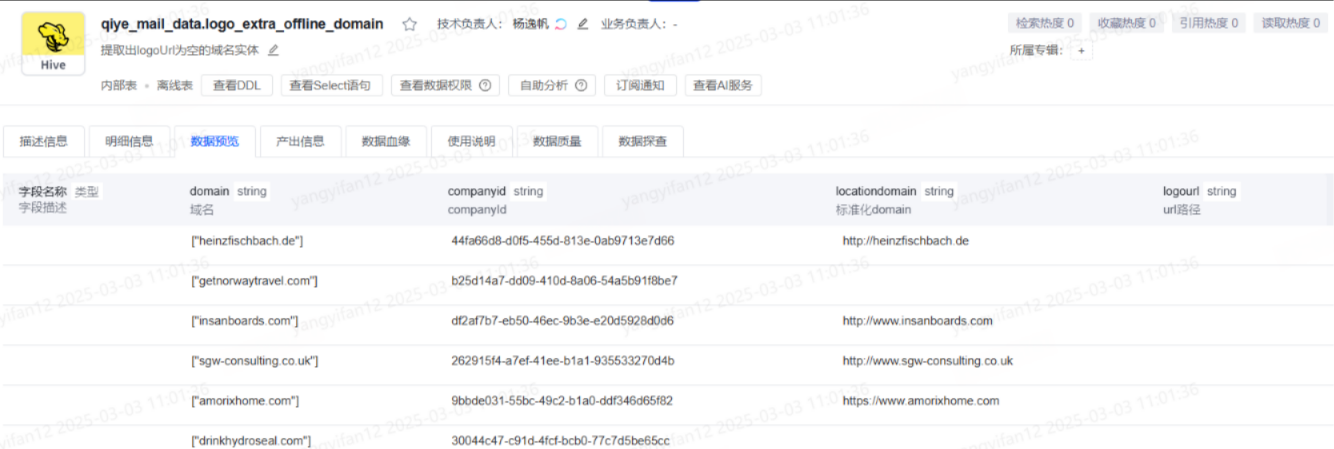 qiye_mail_data.logo_extra_offline_domain 技术负责人： 杨逸帆 业务负责人： - 检索热度 0 收藏热度 0 引用热度 0 读取热度 0
提取出logoUrl为空的域名实体 所属专辑： +
Hive
内部表 离线表 查看DDL 查看Select语句 查看数据权限 自助分析 订阅通知 查看AI服务
描述信息 明细信息 数据预览 产出信息 数据血缘 使用说明 数据质量 数据探查
字段名称 类型 domain string companyid string locationdomain string logourl string
字段描述 域名 companyId 标准化domain url路径
["heinzfischbach.de"] 44fa66d8-d0f5-455d-813e-0ab9713e7d66 http://heinzfischbach.de
["getnorwaytravel.com"] b25d14a7-dd09-410d-8a06-54a5b91f8be7
["insanboards.com"] df2af7b7-eb50-46ec-9b3e-e20d5928d0d6 http://www.insanboards.com
["sgw-consulting.co.uk"] 262915f4-a7ef-41ee-b1a1-935533270d4b http://www.sgw-consulting.co.uk
["amorixhome.com"] 9bbde031-55bc-49c2-b1a0-ddf346d65f82 https://www.amorixhome.com
["drinkhydroseal.com"] 30044c47-c91d-4fcf-bcb0-77c7d5be65cc
yangyifan12 2025-03-03 11:01:36